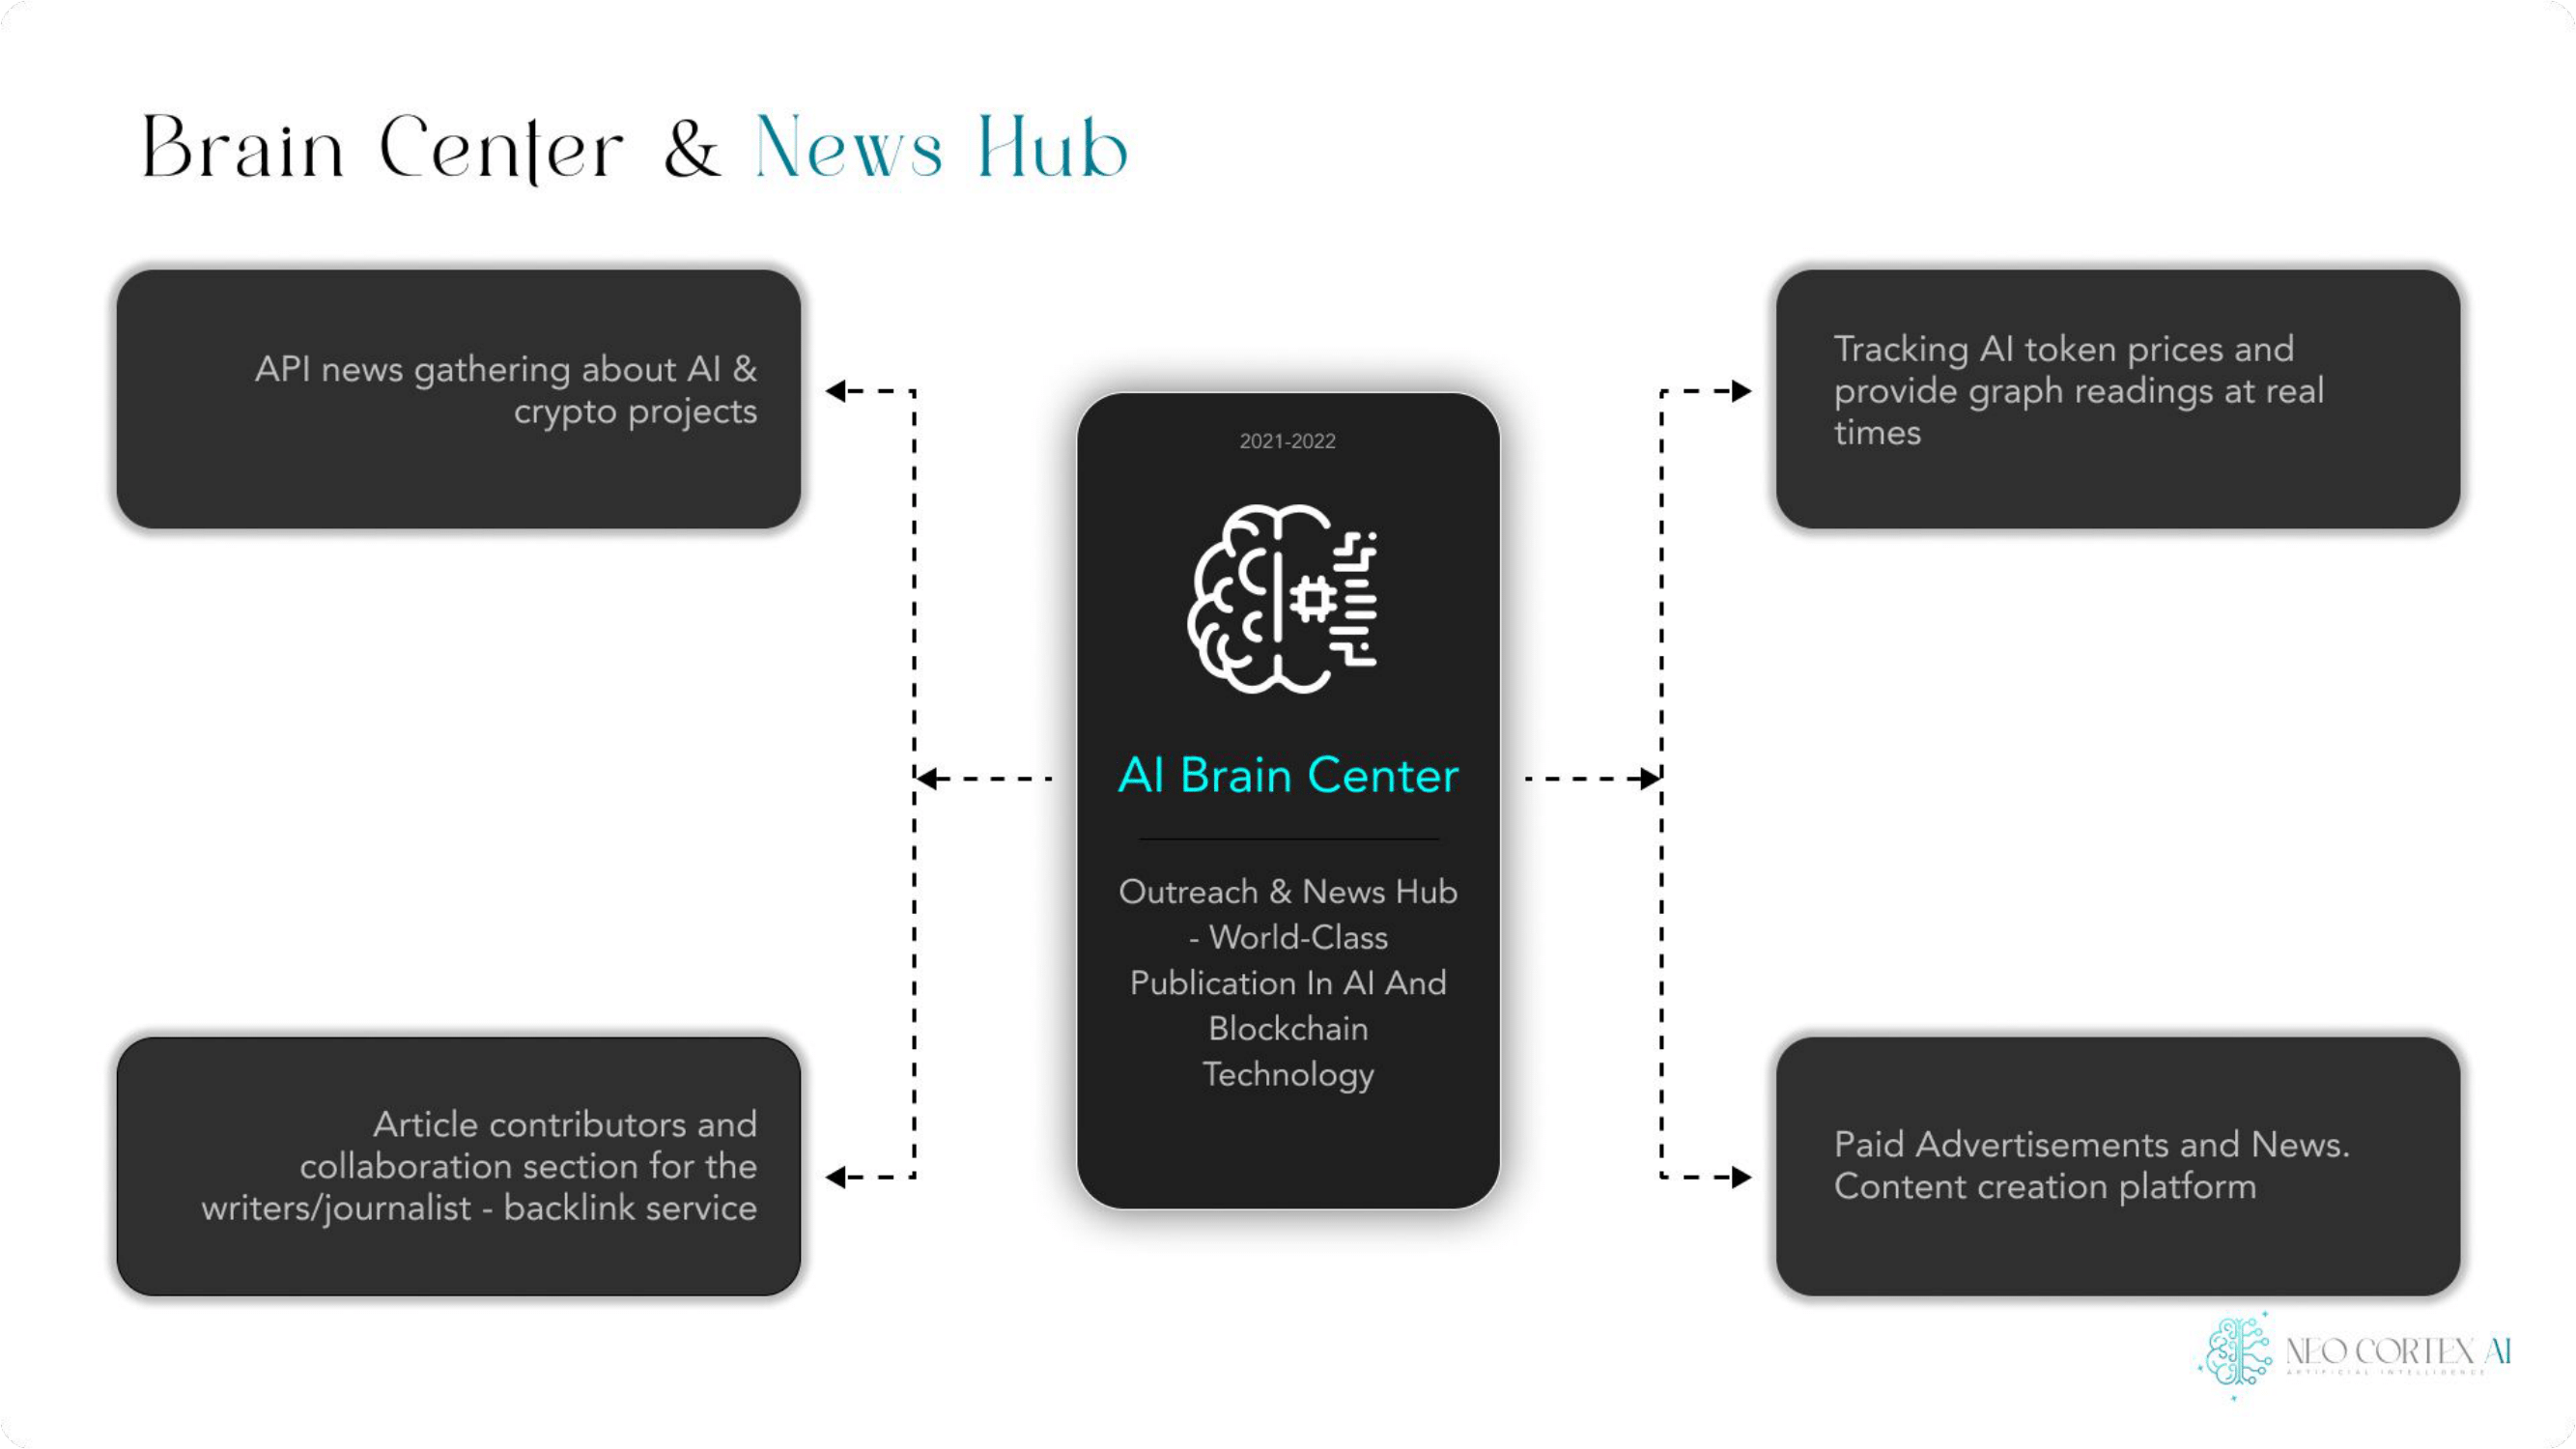 Brain Center & News Hub
API news gathering about AI &
crypto projects
Article contributors and
collaboration section for the
writers/journalist - backlink service
2021-2022
AI Brain Center
Outreach & News Hub
- World-Class
Publication In AI And
Blockchain
Technology
Tracking AI token prices and
provide graph readings at real
times
Paid Advertisements and News.
Content creation platform
NEO CORTEX AI
ARTIFICIAL INTELLIGENCE